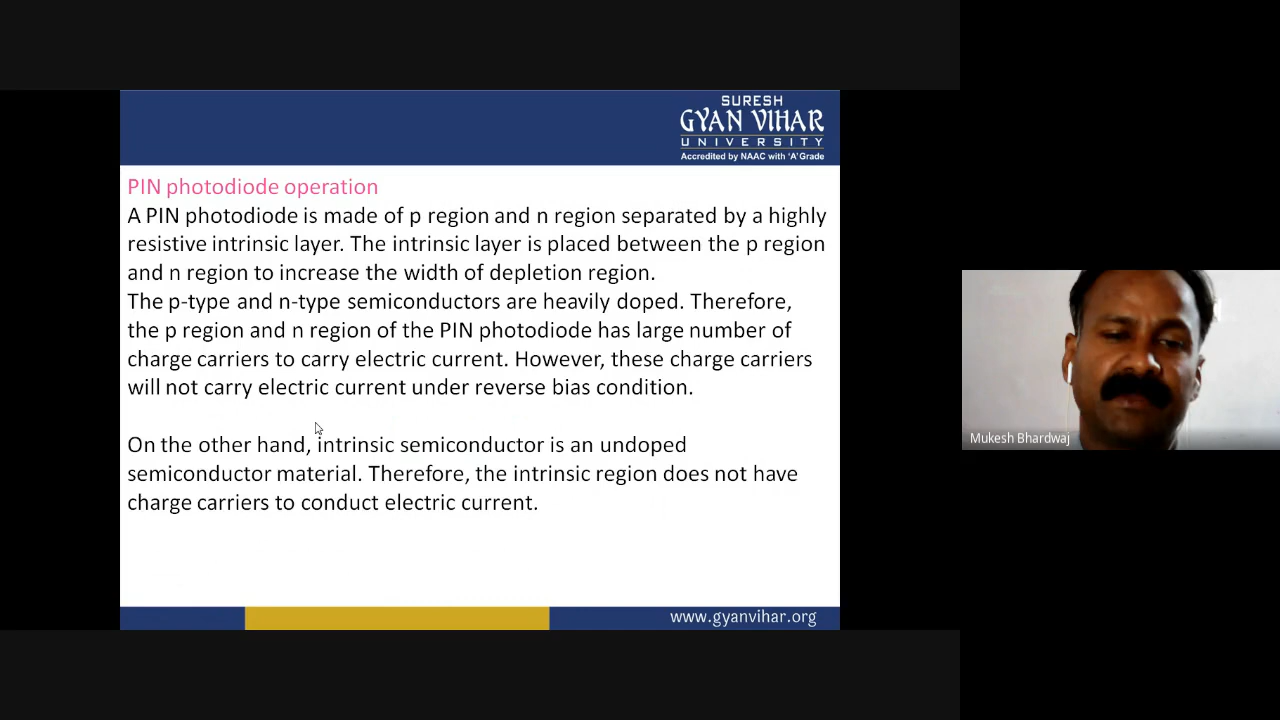 SURESH
GYAN VIHAR
UNIVERSITY
Accredited by NAAC with 'A' Grade
PIN photodiode operation
A PIN photodiode is made of p region and n region separated by a highly
resistive intrinsic layer. The intrinsic layer is placed between the p region
and n region to increase the width of depletion region.
The p-type and n-type semiconductors are heavily doped. Therefore,
the p region and n region of the PIN photodiode has large number of
charge carriers to carry electric current. However, these charge carriers
will not carry electric current under reverse bias condition.
On the other hand, intrinsic semiconductor is an undoped
semiconductor material. Therefore, the intrinsic region does not have
charge carriers to conduct electric current.
www.gyanvihar.org
Mukesh Bhardwaj